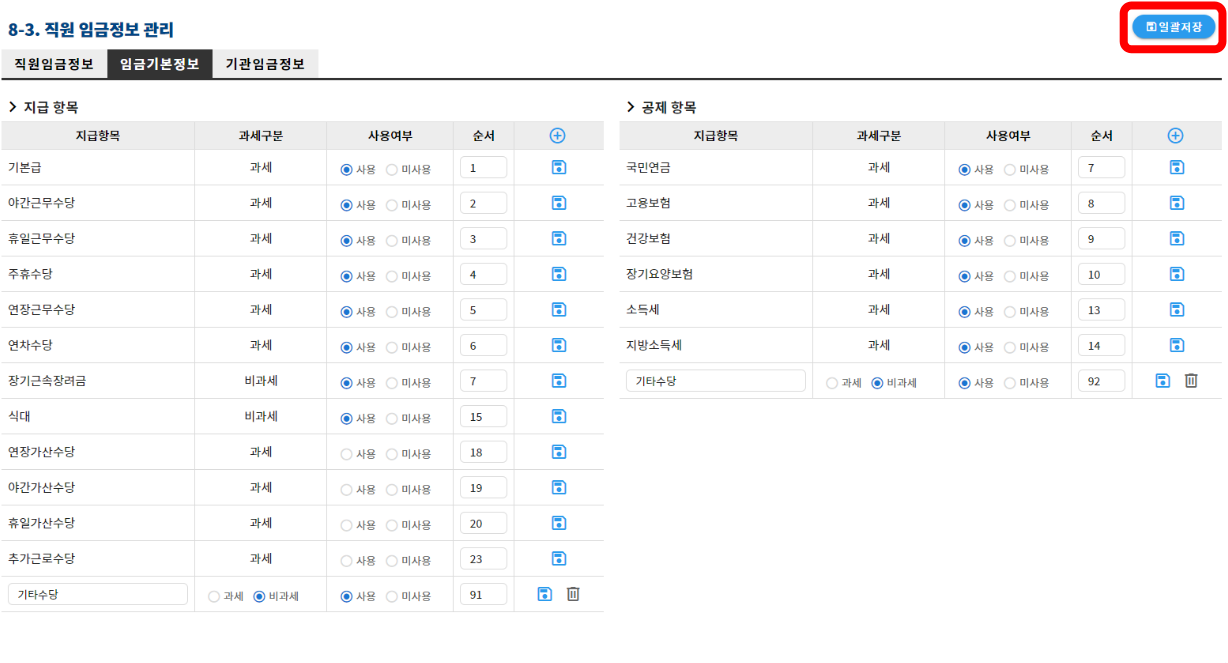 8-3. 직원 임금정보 관리
일괄저장
직원임금정보 임금기본정보 기관임금정보
지급 항목
지급항목 과세구분 사용여부 순서
기본급 과세 사용 미사용 1
야간근무수당 과세 사용 미사용 2
휴일근무수당 과세 사용 미사용 3
주휴수당 과세 사용 미사용 4
연장근무수당 과세 사용 미사용 5
연차수당 과세 사용 미사용 6
장기근속장려금 비과세 사용 미사용 7
식대 비과세 사용 미사용 15
연장가산수당 과세 사용 미사용 18
야간가산수당 과세 사용 미사용 19
휴일가산수당 과세 사용 미사용 20
추가근로수당 과세 사용 미사용 23
기타수당 과세 비과세 사용 미사용 91
공제 항목
지급항목 과세구분 사용여부 순서
국민연금 과세 사용 미사용 7
고용보험 과세 사용 미사용 8
건강보험 과세 사용 미사용 9
장기요양보험 과세 사용 미사용 10
소득세 과세 사용 미사용 13
지방소득세 과세 사용 미사용 14
기타수당 과세 비과세 사용 미사용 92